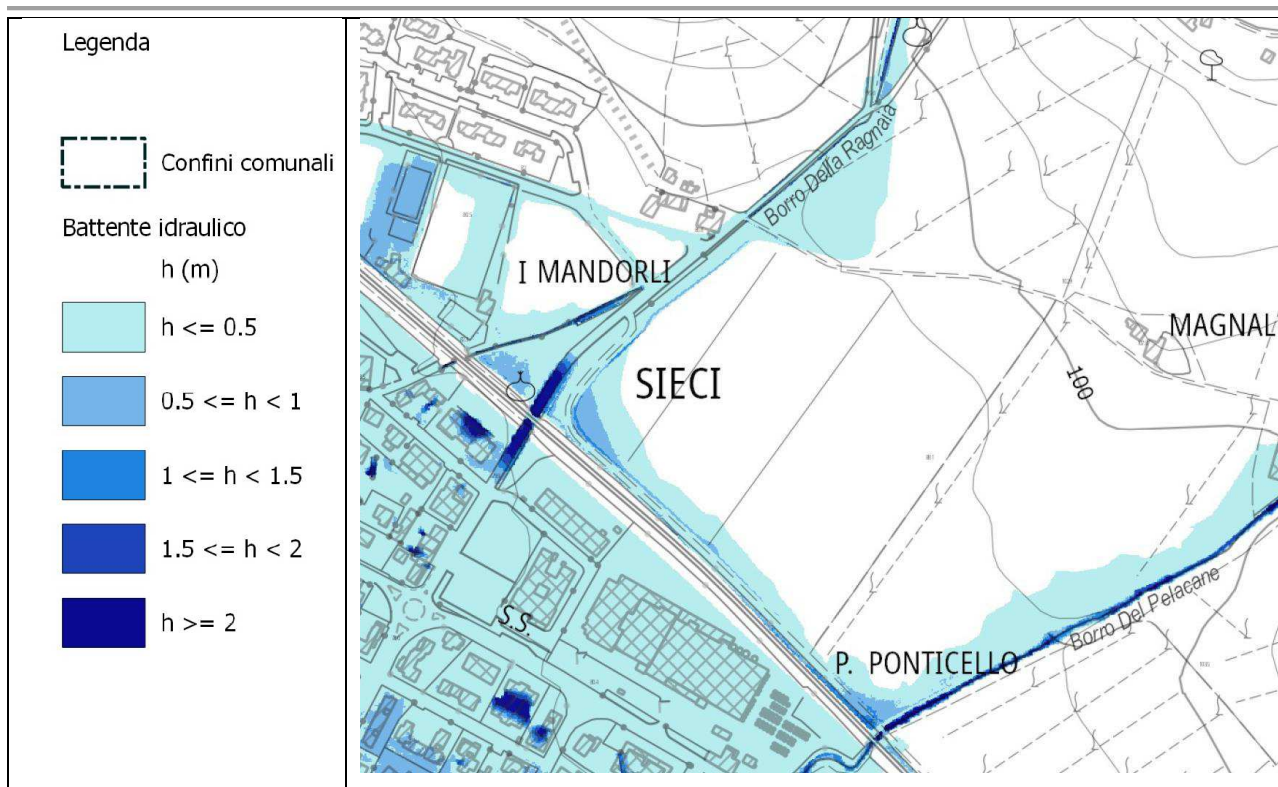 Legenda
Confini comunali
Battente idraulico
h (m)
h <= 0.5
0.5 <= h < 1
1 <= h < 1.5
1.5 <= h < 2
h >= 2
Borro Della Ragnaia
I MANDORLI
MAGNAL
SIECI
100
S.S.
Borro Del Pelacane
P. PONTICELLO